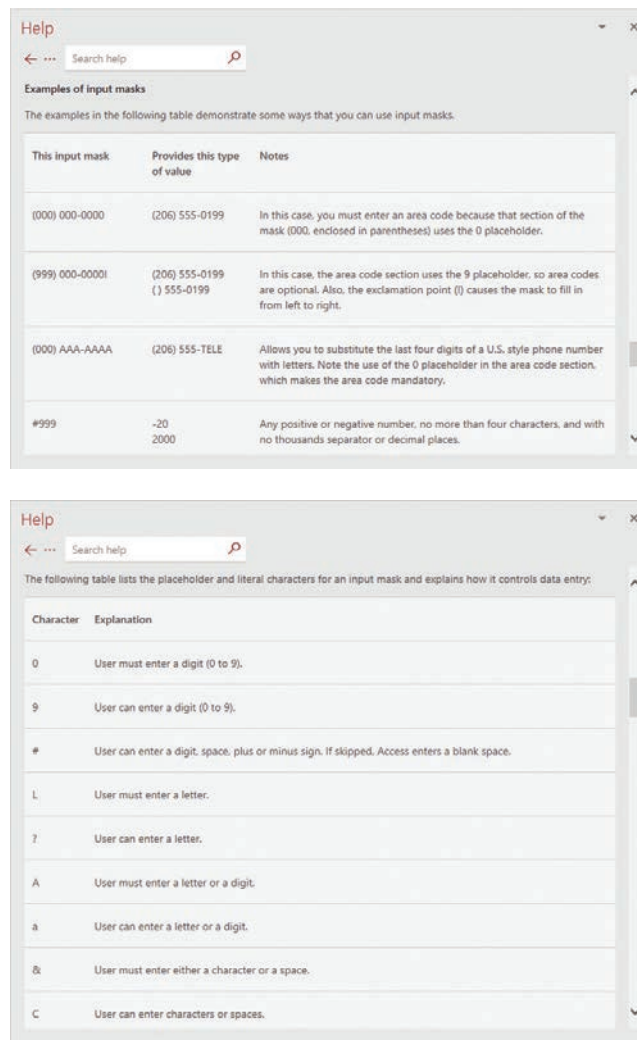 Help
Search help
Examples of input masks
The examples in the following table demonstrate some ways that you can use input masks.
This input mask Provides this type Notes
of value
(000) 000-0000 (206) 555-0199 In this case, you must enter an area code because that section of the
mask (000, enclosed in parentheses) uses the 0 placeholder.
(999) 000-0000! (206) 555-0199 In this case, the area code section uses the 9 placeholder, so area codes
( ) 555-0199 are optional. Also, the exclamation point (!) causes the mask to fill in
from left to right.
(000) AAA-AAAA (206) 555-TELE Allows you to substitute the last four digits of a U.S. style phone number
with letters. Note the use of the 0 placeholder in the area code section,
which makes the area code mandatory.
#999 -20 Any positive or negative number, no more than four characters, and with
2000 no thousands separator or decimal places.
Help
Search help
The following table lists the placeholder and literal characters for an input mask and explains how it controls data entry:
Character Explanation
0 User must enter a digit (0 to 9).
9 User can enter a digit (0 to 9).
# User can enter a digit, space, plus or minus sign. If skipped, Access enters a blank space.
L User must enter a letter.
? User can enter a letter.
A User must enter a letter or a digit.
a User can enter a letter or a digit.
& User must enter either a character or a space.
C User can enter characters or spaces.